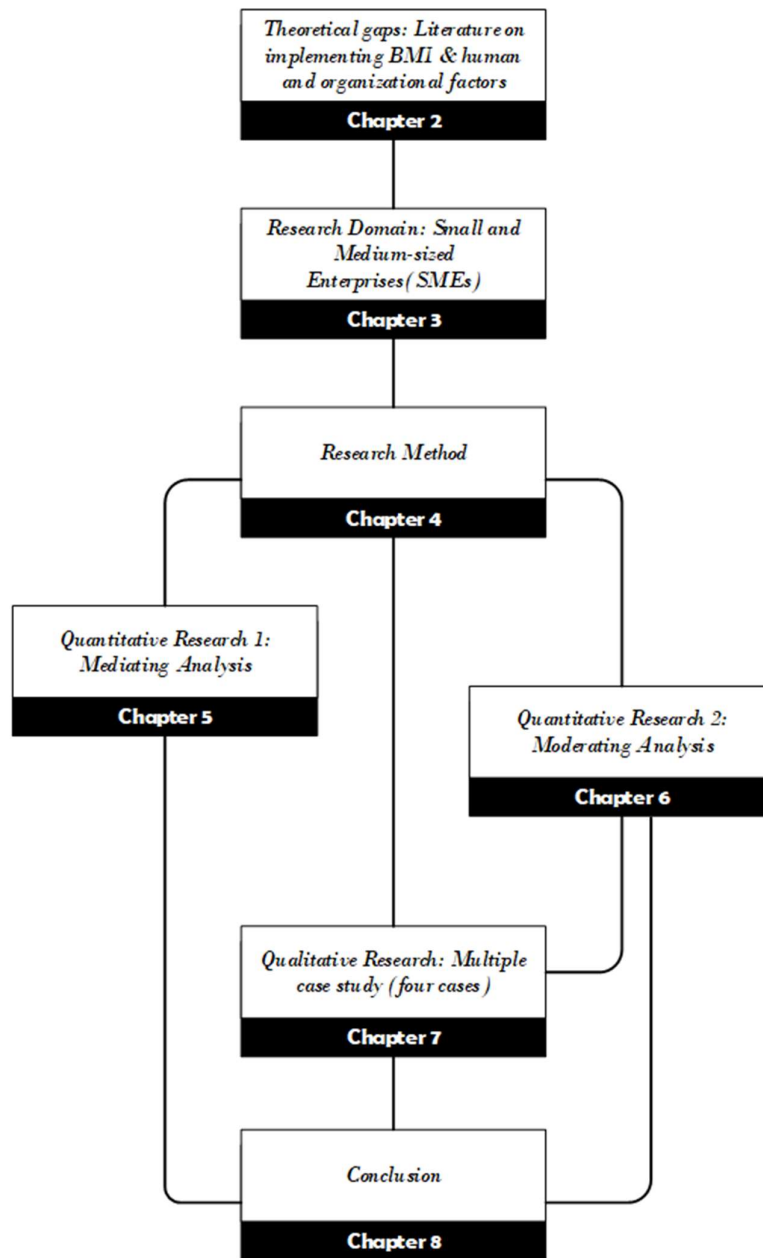 Theoretical gaps: Literature on
implementing BMI & human
and organizational factors
Chapter 2
Research Domain: Small and
Medium-sized
Enterprises(SMEs)
Chapter 3
Research Method
Chapter 4
Quantitative Research 1:
Mediating Analysis
Chapter 5
Quantitative Research 2:
Moderating Analysis
Chapter 6
Qualitative Research: Multiple
case study (four cases)
Chapter 7
Conclusion
Chapter 8